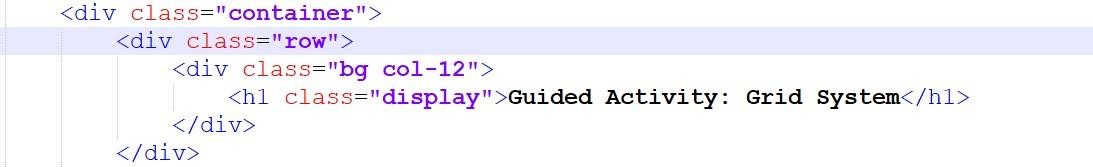 <div class="container">
<div class="row">
<div class="bg col-12">
<h1 class="display">Guided Activity: Grid System</h1>
</div>
</div>